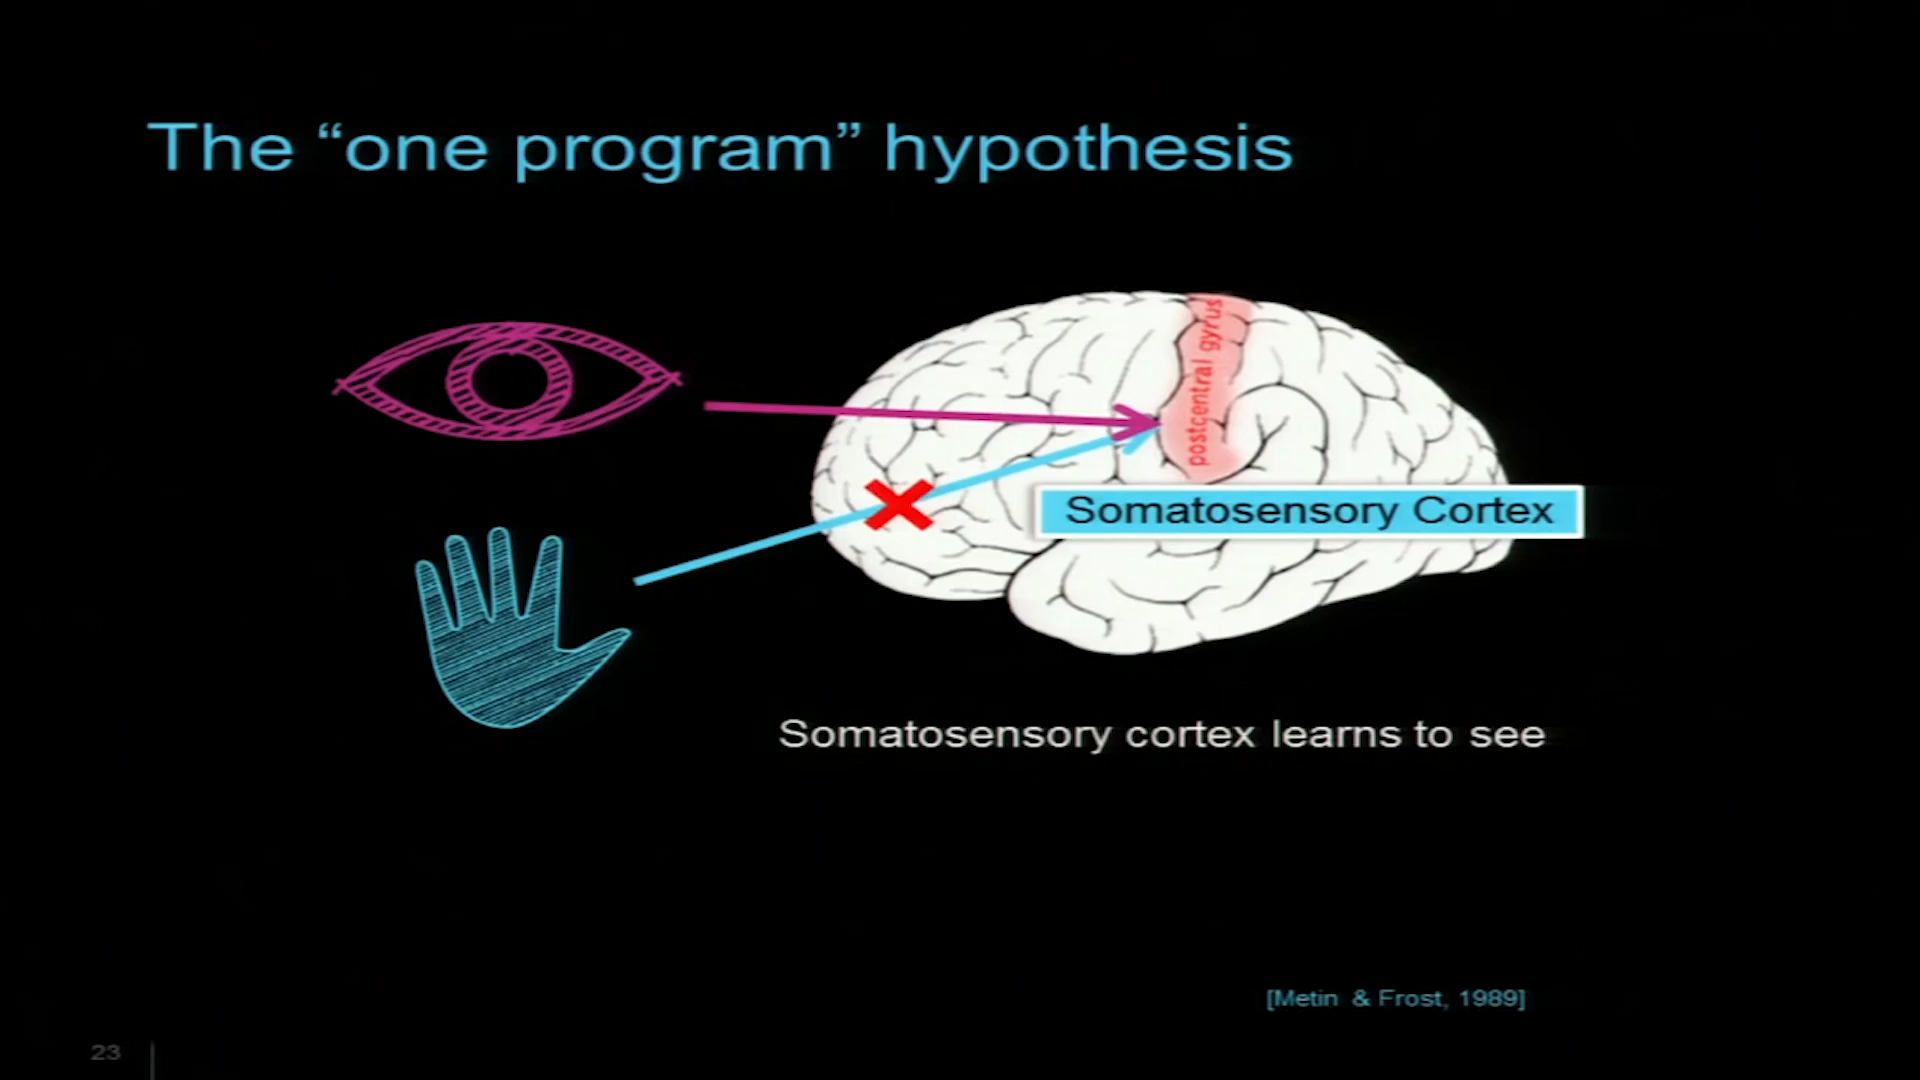 The “one program” hypothesis
postcentral gyrus
Somatosensory Cortex
Somatosensory cortex learns to see
[Metin & Frost, 1989]
23